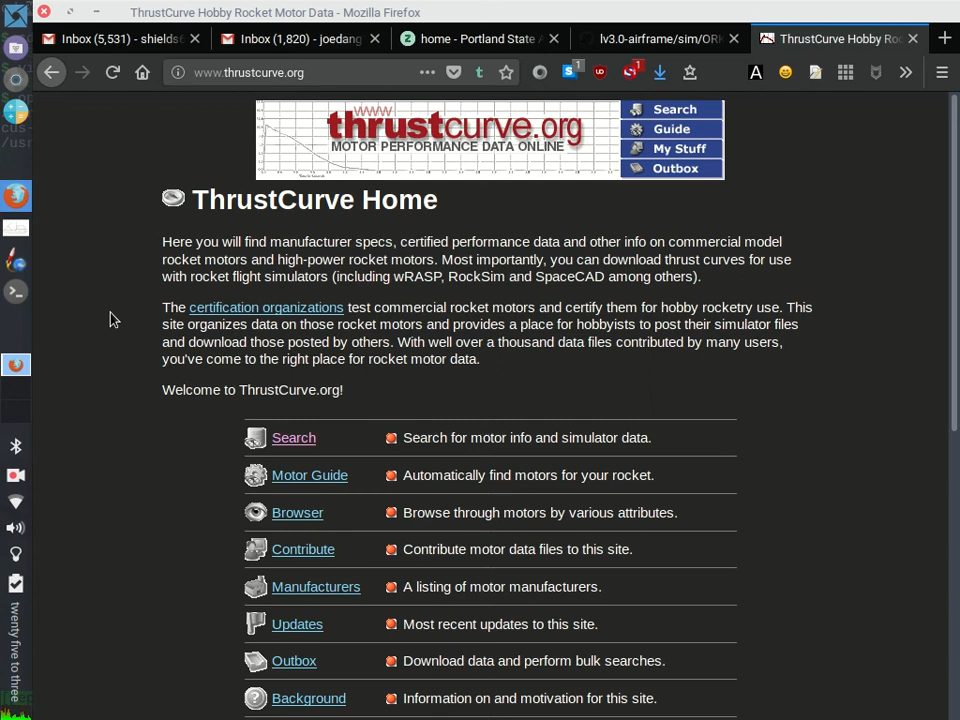 ThrustCurve Hobby Rocket Motor Data - Mozilla Firefox
Inbox (5,531) - shields
Inbox (1,820) - joedang
home - Portland State
lv3.0-airframe/sim/OR
ThrustCurve Hobby Ro
www.thrustcurve.org
www
thrustcurve.org
MOTOR PERFORMANCE DATA ONLINE
Search
Guide
My Stuff
Outbox
ThrustCurve Home
Here you will find manufacturer specs, certified performance data and other info on commercial model
rocket motors and high-power rocket motors. Most importantly, you can download thrust curves for use
with rocket flight simulators (including wRASP, RockSim and SpaceCAD among others).
The certification organizations test commercial rocket motors and certify them for hobby rocketry use. This
site organizes data on those rocket motors and provides a place for hobbyists to post their simulator files
and download those posted by others. With well over a thousand data files contributed by many users,
you've come to the right place for rocket motor data.
Welcome to ThrustCurve.org!
Search Search for motor info and simulator data.
Motor Guide Automatically find motors for your rocket.
Browser Browse through motors by various attributes.
Contribute Contribute motor data files to this site.
Manufacturers A listing of motor manufacturers.
Updates Most recent updates to this site.
Outbox Download data and perform bulk searches.
Background Information on and motivation for this site.
twenty five to three